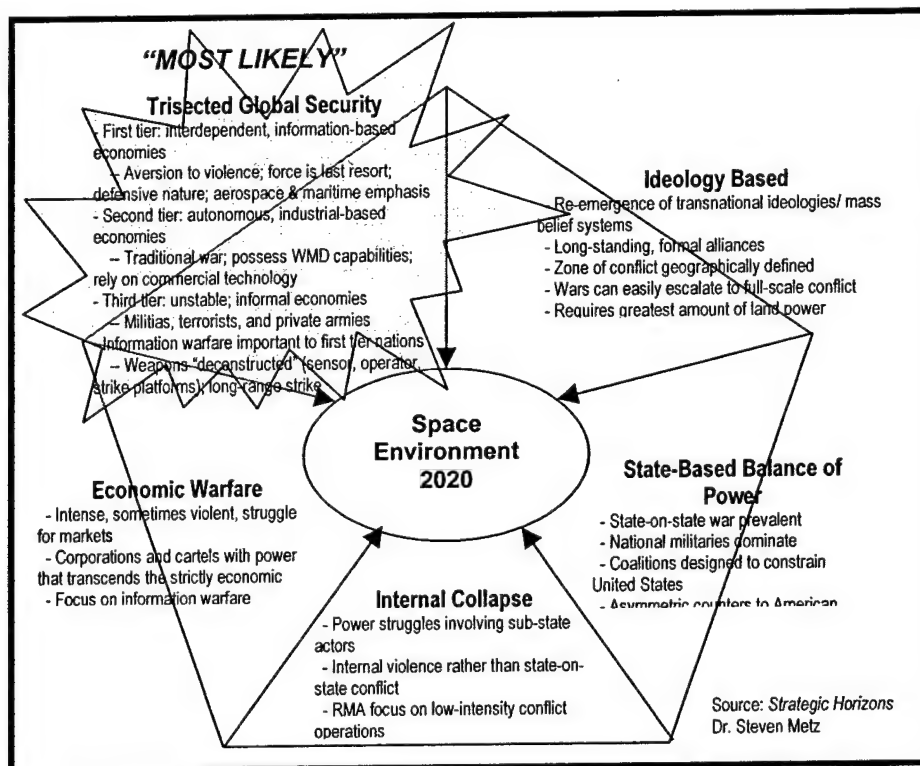 “MOST LIKELY”
Trisected Global Security
- First tier: interdependent, information-based
economies
– Aversion to violence; force is last resort;
defensive nature; aerospace & maritime emphasis
- Second tier: autonomous, industrial-based
economies
– Traditional war; possess WMD capabilities;
rely on commercial technology
- Third tier: unstable; informal economies
– Militias, terrorists, and private armies
Information warfare important to first tier nations
– Weapons “deconstructed” (sensor, operator,
strike platforms); long-range strike
Ideology Based
- Re-emergence of transnational ideologies/ mass
belief systems
- Long-standing, formal alliances
- Zone of conflict geographically defined
- Wars can easily escalate to full-scale conflict
- Requires greatest amount of land power
Space
Environment
2020
Economic Warfare
- Intense, sometimes violent, struggle
for markets
- Corporations and cartels with power
that transcends the strictly economic
- Focus on information warfare
State-Based Balance of
Power
- State-on-state war prevalent
- National militaries dominate
- Coalitions designed to constrain
United States
- Asymmetric counters to American
Internal Collapse
- Power struggles involving sub-state
actors
- Internal violence rather than state-on-
state conflict
- RMA focus on low-intensity conflict
operations
Source: Strategic Horizons
Dr. Steven Metz